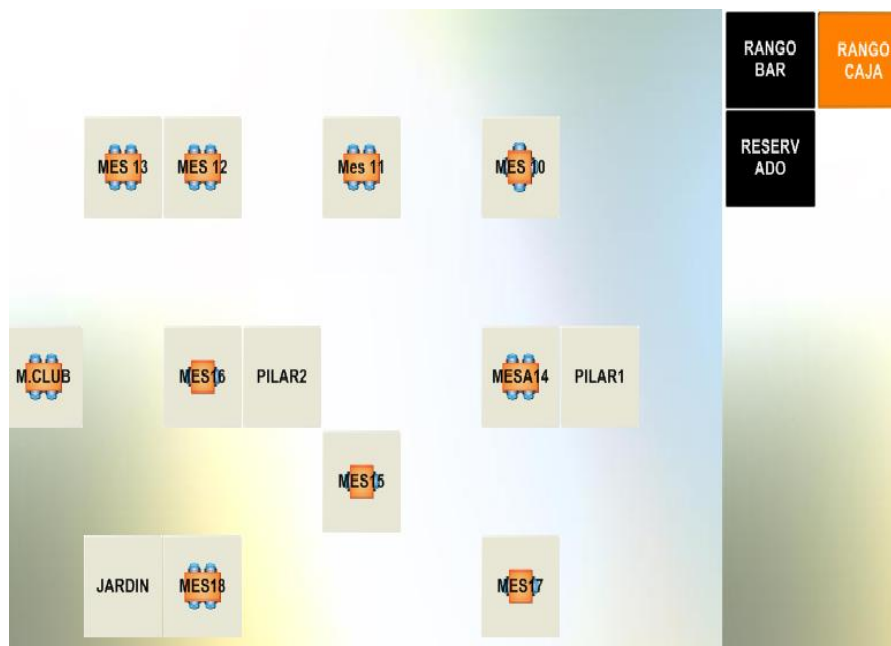 RANGO
BAR
RANGO
CAJA
RESERV
ADO
MES 13
MES 12
Mes 11
MES 10
M.CLUB
MES16
PILAR2
MESA14
PILAR1
MES15
JARDIN
MES18
MES17